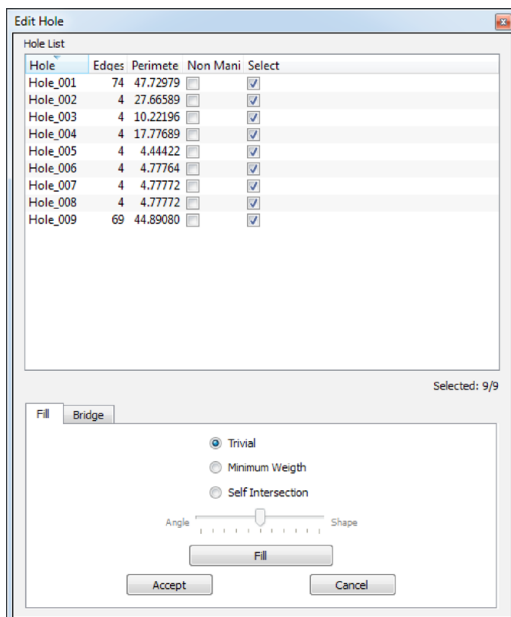 Edit Hole
Hole List
Hole Edges Perimete Non Mani Select
Hole_001 74 47.72979
Hole_002 4 27.66589
Hole_003 4 10.22196
Hole_004 4 17.77689
Hole_005 4 4.44422
Hole_006 4 4.77764
Hole_007 4 4.77772
Hole_008 4 4.77772
Hole_009 69 44.89080
Selected: 9/9
Fill Bridge
Trivial
Minimum Weigth
Self Intersection
Angle Shape
Fill
Accept Cancel